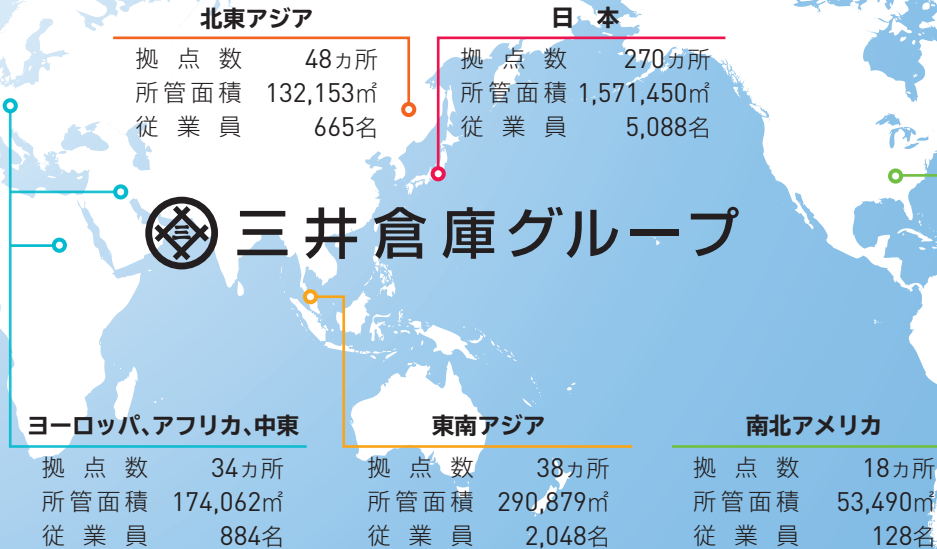 北東アジア
拠点数 48ヵ所
所管面積 132,153㎡
従業員 665名
日本
拠点数 270ヵ所
所管面積 1,571,450㎡
従業員 5,088名
三井倉庫グループ
ヨーロッパ、アフリカ、中東
拠点数 34ヵ所
所管面積 174,062㎡
従業員 884名
東南アジア
拠点数 38ヵ所
所管面積 290,879㎡
従業員 2,048名
南北アメリカ
拠点数 18ヵ所
所管面積 53,490㎡
従業員 128名